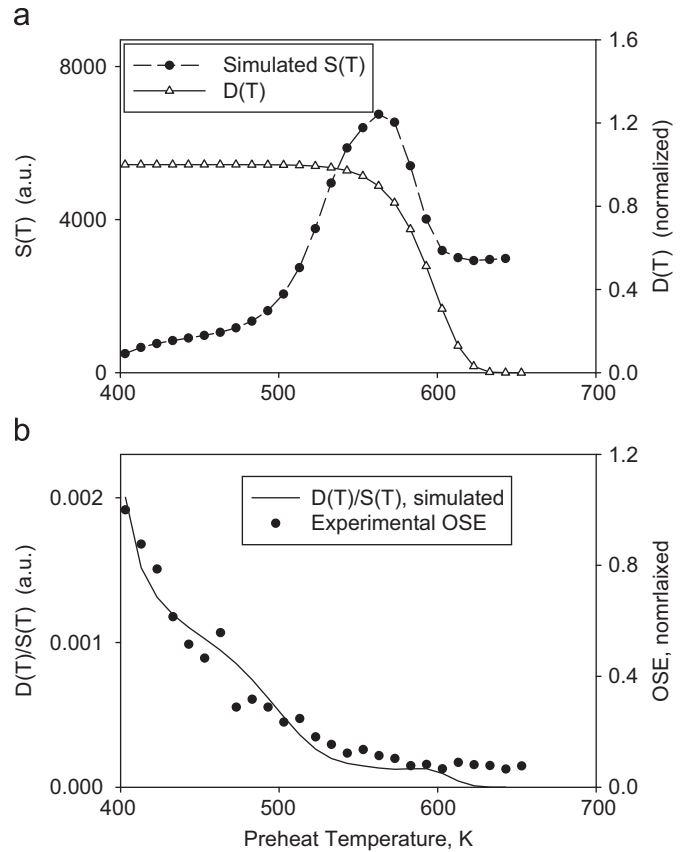 a
8000
4000
0
S(T) (a.u.)
Simulated S(T)
D(T)
1.6
1.2
0.8
0.4
0.0
D(T) (normalized)
400
500
600
700
b
0.002
0.001
0.000
D(T)/S(T) (a.u.)
D(T)/S(T), simulated
Experimental OSE
1.2
0.8
0.4
0.0
OSE, nomrlaixed
400
500
600
700
Preheat Temperature, K